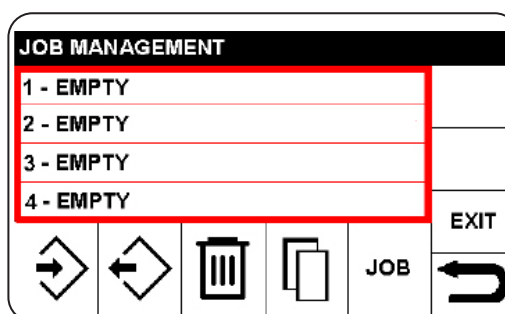 JOB MANAGEMENT
1 - EMPTY
2 - EMPTY
3 - EMPTY
4 - EMPTY
EXIT
JOB